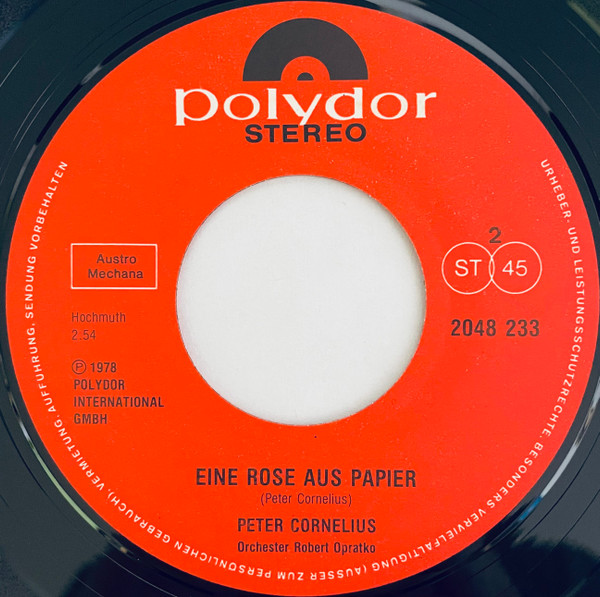 polydor
STEREO
Austro
Mechana
2
ST 45
Hochmuth
2.54
2048 233
Ⓟ 1978
POLYDOR
INTERNATIONAL
GMBH
EINE ROSE AUS PAPIER
(Peter Cornelius)
PETER CORNELIUS
Orchester Robert Opratko
URHEBER- UND LEISTUNGSSCHUTZRECHTE, BESONDERS VERVIELFÄLTIGUNG (AUSSER ZUM PERSÖNLICHEN GEBRAUCH), VERMIETUNG, AUFFÜHRUNG, SENDUNG VORBEHALTEN